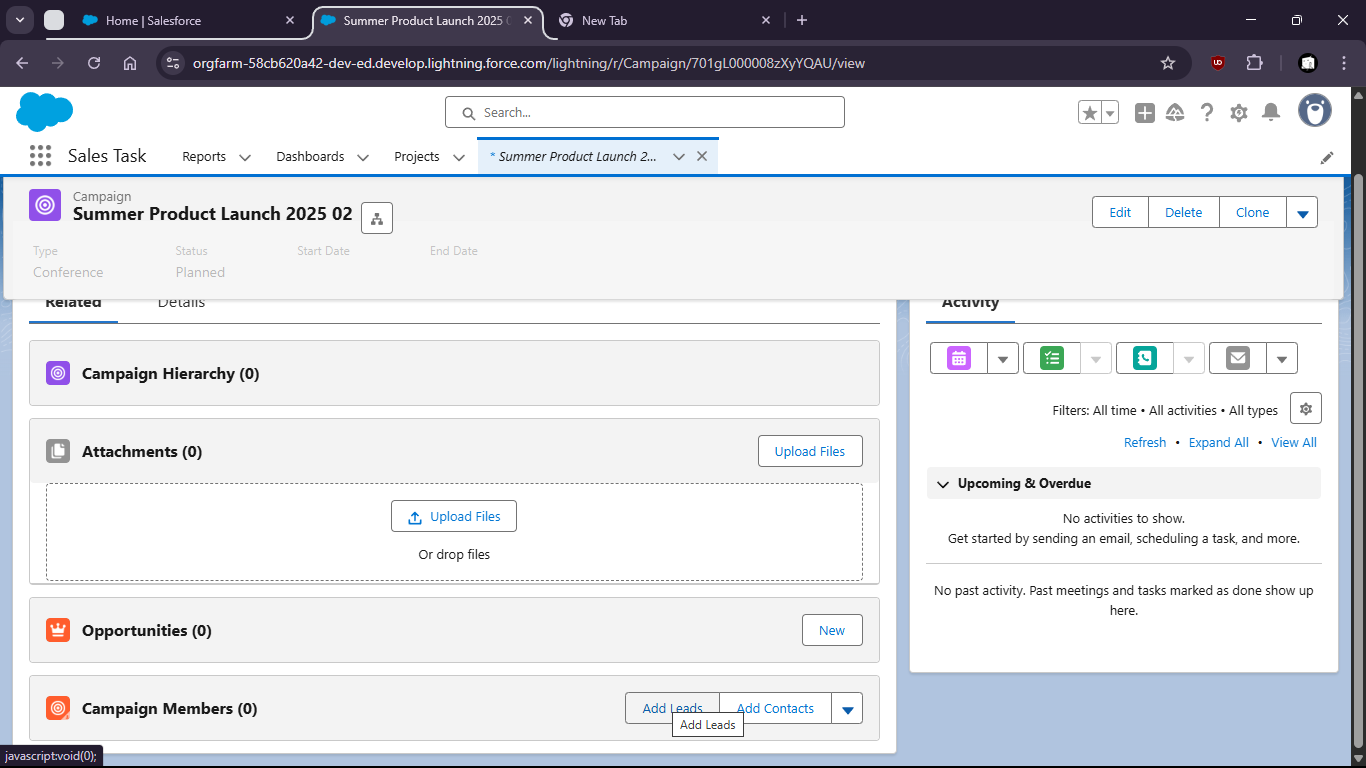 Home | Salesforce
Summer Product Launch 2025
New Tab
orgfarm-58cb620a42-dev-ed.develop.lightning.force.com/lightning/r/Campaign/701gL000008zXyYQAU/view
Search...
Sales Task
Reports
Dashboards
Projects
* Summer Product Launch 2...
Campaign
Summer Product Launch 2025 02
Edit
Delete
Clone
Type
Status
Start Date
End Date
Conference
Planned
Related
Details
Campaign Hierarchy (0)
Attachments (0)
Upload Files
Upload Files
Or drop files
Opportunities (0)
New
Campaign Members (0)
Add Leads
Add Contacts
Add Leads
Activity
Filters: All time • All activities • All types
Refresh • Expand All • View All
Upcoming & Overdue
No activities to show.
Get started by sending an email, scheduling a task, and more.
No past activity. Past meetings and tasks marked as done show up
here.
javascript:void(0);